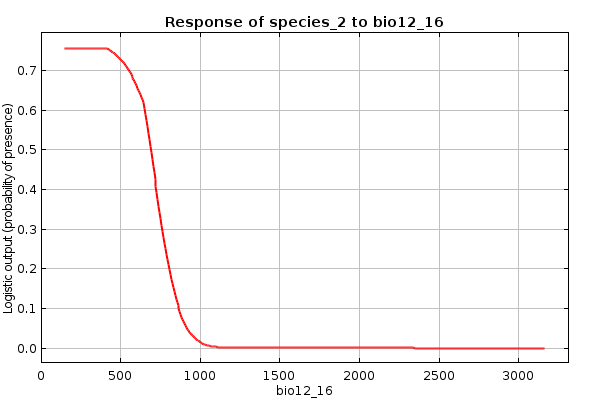 Response of species_2 to bio12_16
Logistic output (probability of presence)
0.7
0.6
0.5
0.4
0.3
0.2
0.1
0.0
0 500 1000 1500 2000 2500 3000
bio12_16